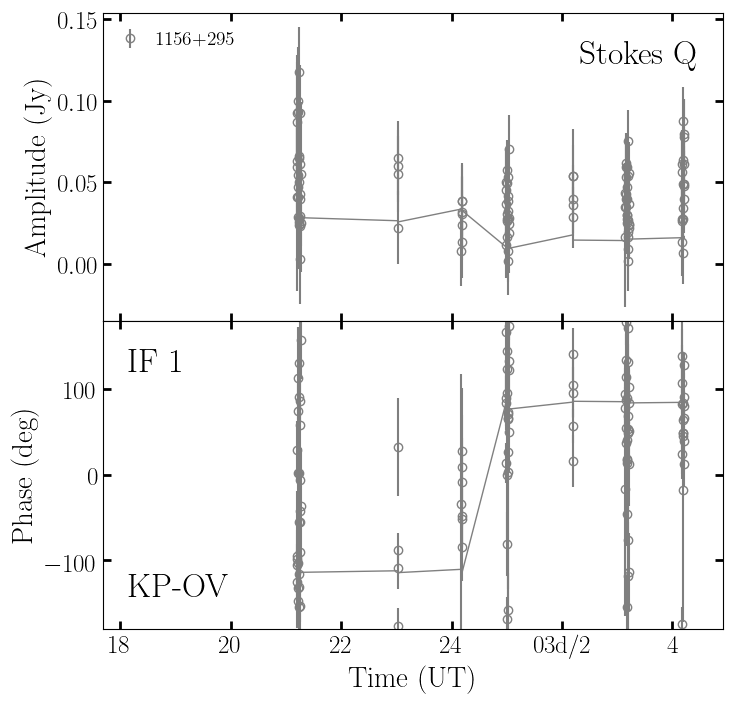 0.15
1156+295
Stokes Q
0.10
0.05
0.00
Amplitude (Jy)
IF 1
100
0
−100
Phase (deg)
KP-OV
18 20 22 24 03d/2 4
Time (UT)